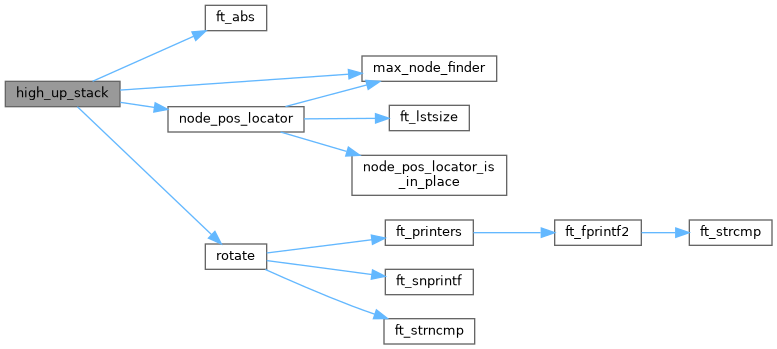 ft_abs
max_node_finder
high_up_stack
node_pos_locator
ft_lstsize
node_pos_locator_is
_in_place
ft_printers
ft_fprintf2
ft_strcmp
rotate
ft_snprintf
ft_strncmp